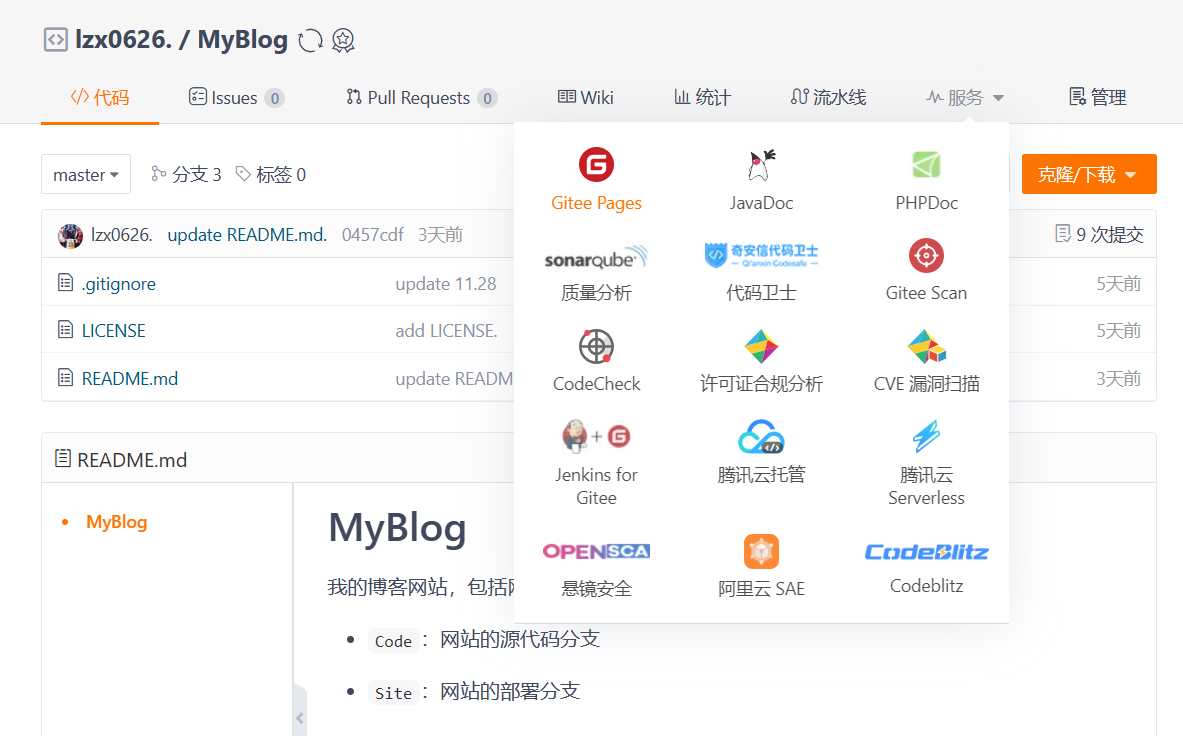 lzx0626. / MyBlog
代码 Issues 0 Pull Requests 0 Wiki 统计 流水线 服务 管理
master 分支 3 标签 0 克隆/下载
Gitee Pages JavaDoc PHPDoc
lzx0626. update README.md. 0457cdf 3天前 9 次提交
sonarqube 奇安信代码卫士
Qi'anxin Codesafe
质量分析 代码卫士 Gitee Scan
.gitignore update 11.28 5天前
LICENSE add LICENSE. 5天前
README.md update READM 3天前
CodeCheck 许可证合规分析 CVE 漏洞扫描
+
Jenkins for Gitee 腾讯云托管 腾讯云 Serverless
README.md
MyBlog
MyBlog
OPENSCA CodeBlitz
悬镜安全 阿里云 SAE Codeblitz
我的博客网站，包括
Code ： 网站的源代码分支
Site ： 网站的部署分支